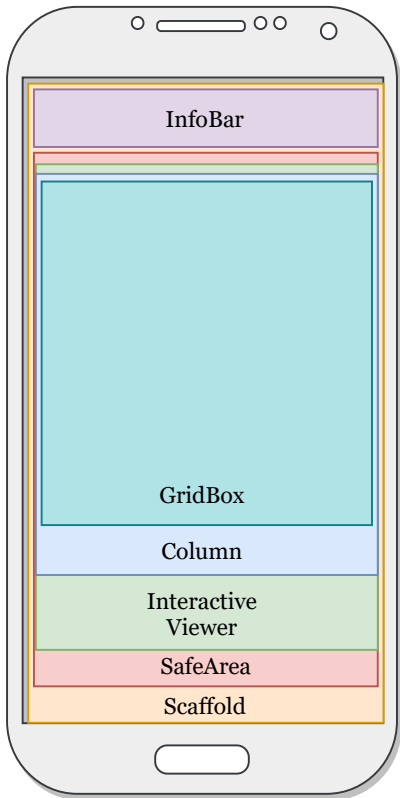 InfoBar
GridBox
Column
Interactive
Viewer
SafeArea
Scaffold